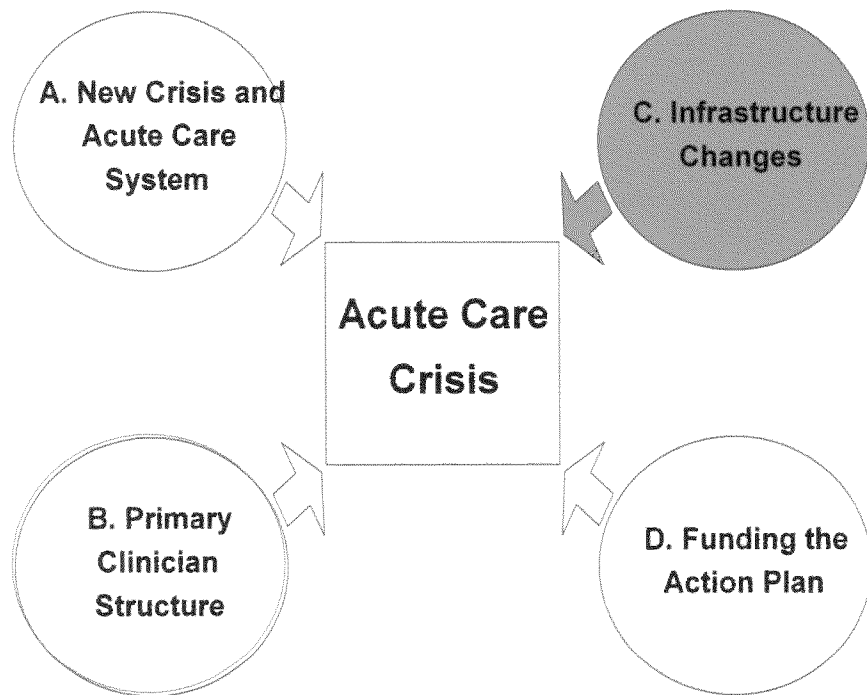 A. New Crisis and
Acute Care
System
C. Infrastructure
Changes
Acute Care
Crisis
B. Primary
Clinician
Structure
D. Funding the
Action Plan